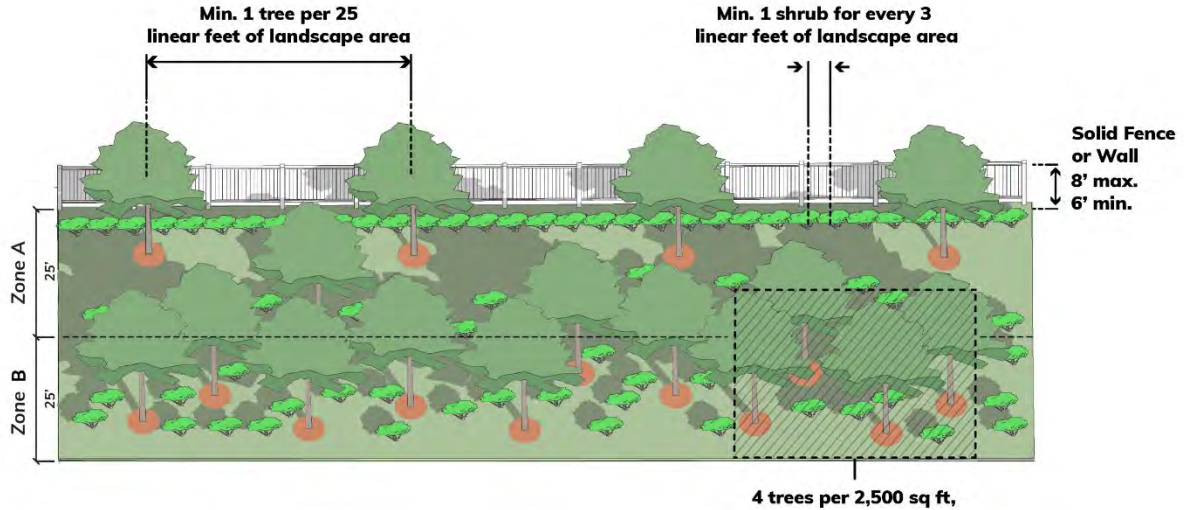 Min. 1 tree per 25
linear feet of landscape area
Min. 1 shrub for every 3
linear feet of landscape area
Solid Fence
or Wall
8' max.
6' min.
Zone A
25'
Zone B
25'
4 trees per 2,500 sq ft,